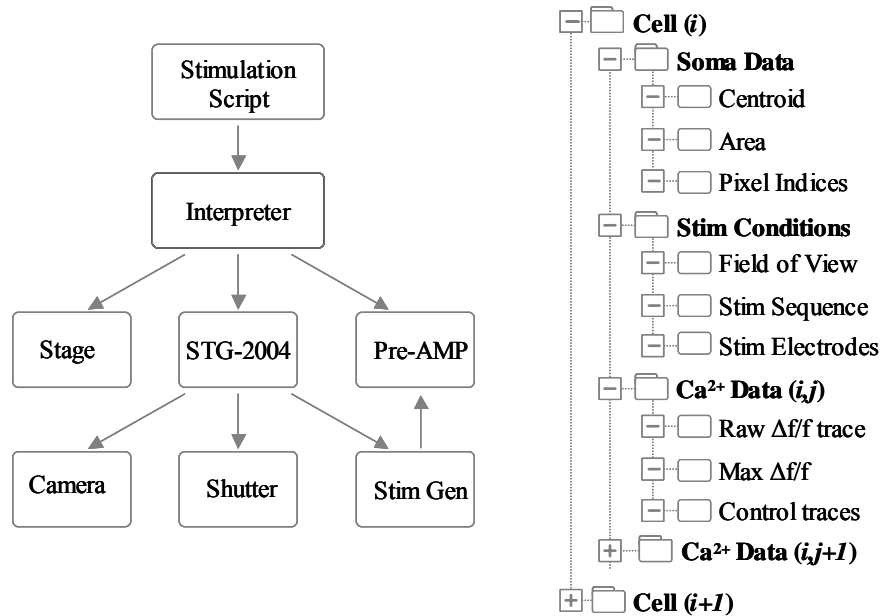 Stimulation
Script
Interpreter
Stage
STG-2004
Pre-AMP
Camera
Shutter
Stim Gen
Cell (i)
Soma Data
Centroid
Area
Pixel Indices
Stim Conditions
Field of View
Stim Sequence
Stim Electrodes
Ca²⁺ Data (i,j)
Raw Δf/f trace
Max Δf/f
Control traces
Ca²⁺ Data (i,j+1)
Cell (i+1)